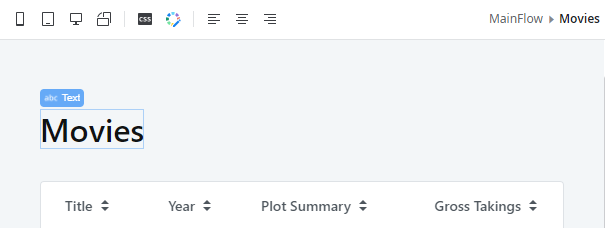 css MainFlow Movies
abc Text
Movies
Title Year Plot Summary Gross Takings